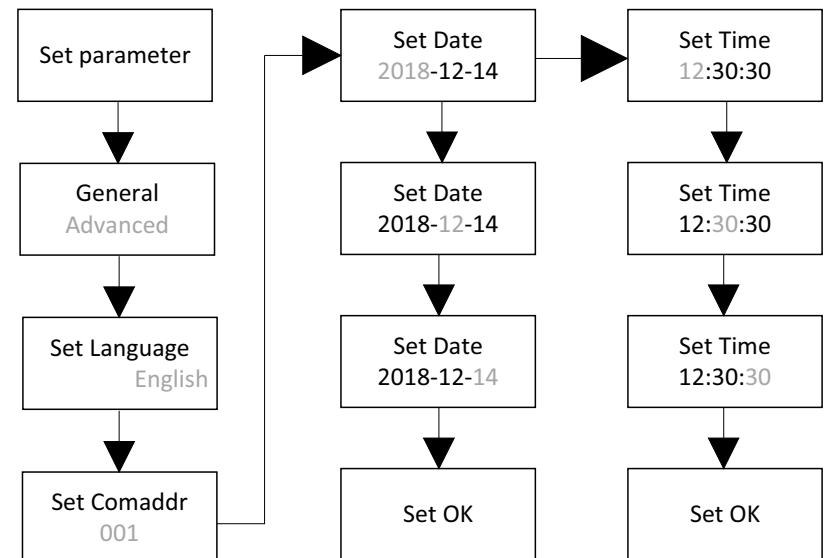 Set parameter
General
Advanced
Set Language
English
Set Comaddr
001
Set Date
2018-12-14
Set Date
2018-12-14
Set Date
2018-12-14
Set OK
Set Time
12:30:30
Set Time
12:30:30
Set Time
12:30:30
Set OK